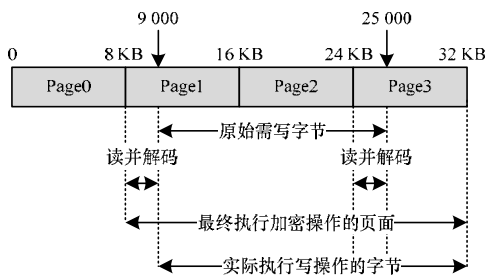 9 000 25 000
0 8 KB 16 KB 24 KB 32 KB
Page0 Page1 Page2 Page3
原始需写字节
读并解码 读并解码
最终执行加密操作的页面
实际执行写操作的字节